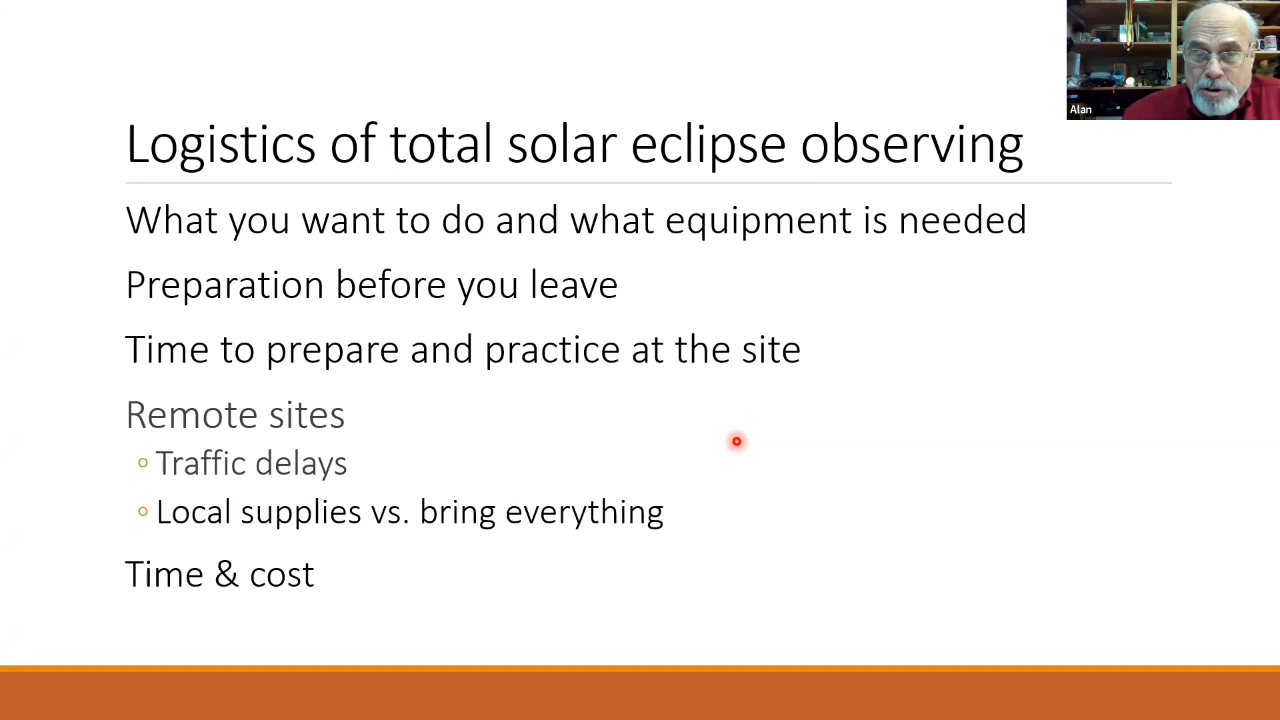 Alan
Logistics of total solar eclipse observing
What you want to do and what equipment is needed
Preparation before you leave
Time to prepare and practice at the site
Remote sites
Traffic delays
Local supplies vs. bring everything
Time & cost